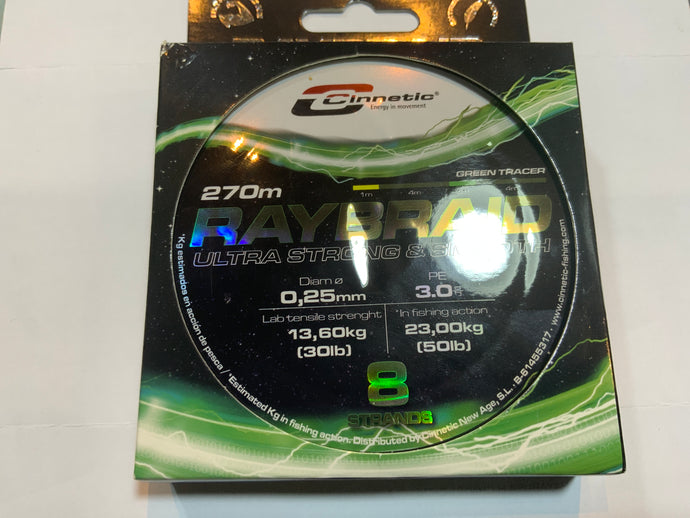 Cinnetic®
Energy in movement
GREEN TRACER
270m
1m 4m 4m
RAYBRAID
ULTRA STRONG & SMOOTH
Diam ø
0,25mm
PE
3.0
Lab tensile strenght
13,60kg
(30lb)
*In fishing action
23,00kg
(50lb)
8
STRANDS
*Kg estimados en acción de pesca / *Estimated Kg in fishing action. Distributed by Cinnetic New Age, S.L. B-61455317. www.cinnetic-fishing.com